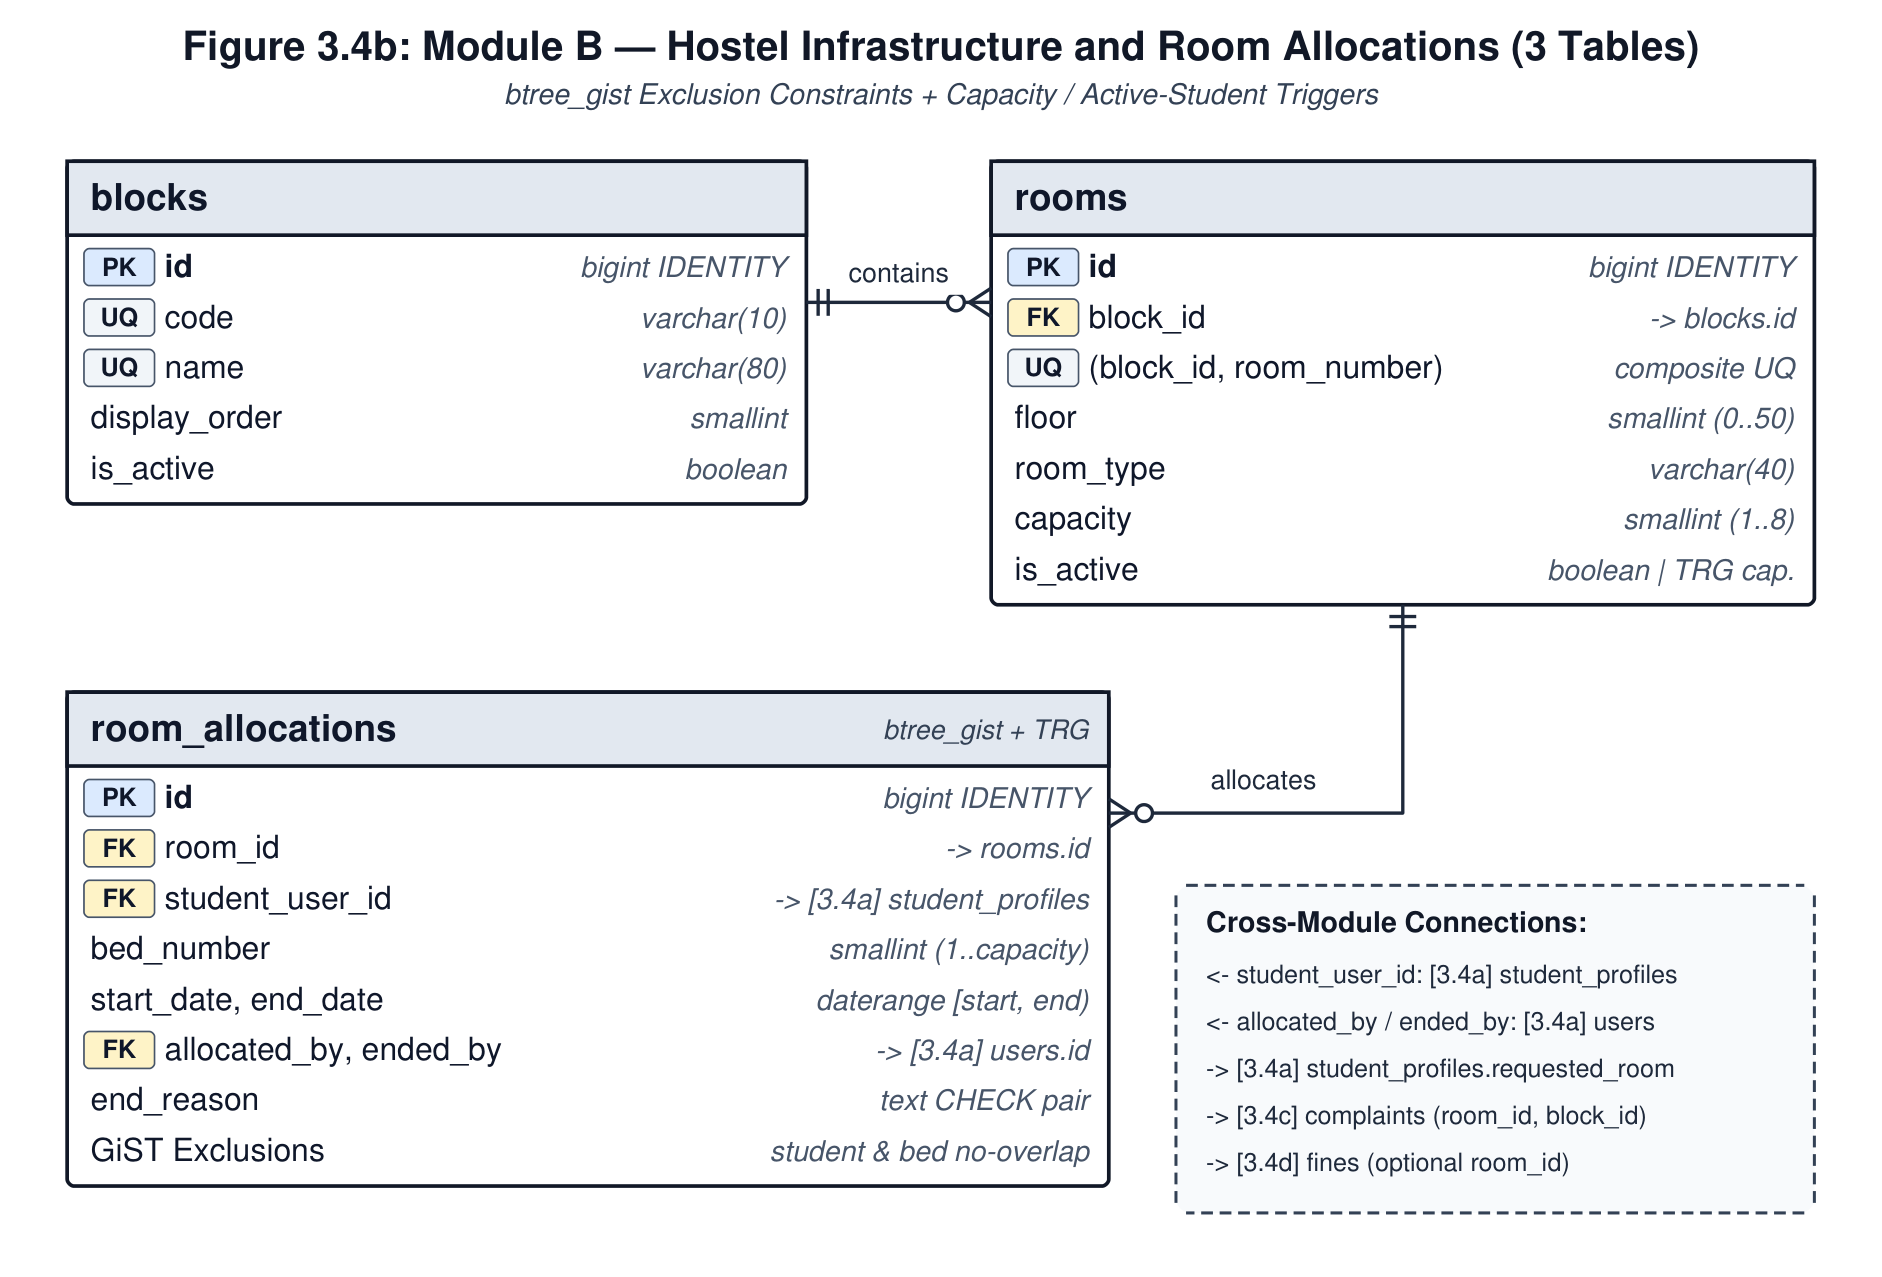 Figure 3.4b: Module B — Hostel Infrastructure and Room Allocations (3 Tables)
btree_gist Exclusion Constraints + Capacity / Active-Student Triggers
blocks
PK id bigint IDENTITY
UQ code varchar(10)
UQ name varchar(80)
display_order smallint
is_active boolean
contains
rooms
PK id bigint IDENTITY
FK block_id -> blocks.id
UQ (block_id, room_number) composite UQ
floor smallint (0..50)
room_type varchar(40)
capacity smallint (1..8)
is_active boolean | TRG cap.
room_allocations btree_gist + TRG
PK id bigint IDENTITY
FK room_id -> rooms.id
FK student_user_id -> [3.4a] student_profiles
bed_number smallint (1..capacity)
start_date, end_date daterange [start, end)
FK allocated_by, ended_by -> [3.4a] users.id
end_reason text CHECK pair
GiST Exclusions student & bed no-overlap
allocates
Cross-Module Connections:
<- student_user_id: [3.4a] student_profiles
<- allocated_by / ended_by: [3.4a] users
-> [3.4a] student_profiles.requested_room
-> [3.4c] complaints (room_id, block_id)
-> [3.4d] fines (optional room_id)